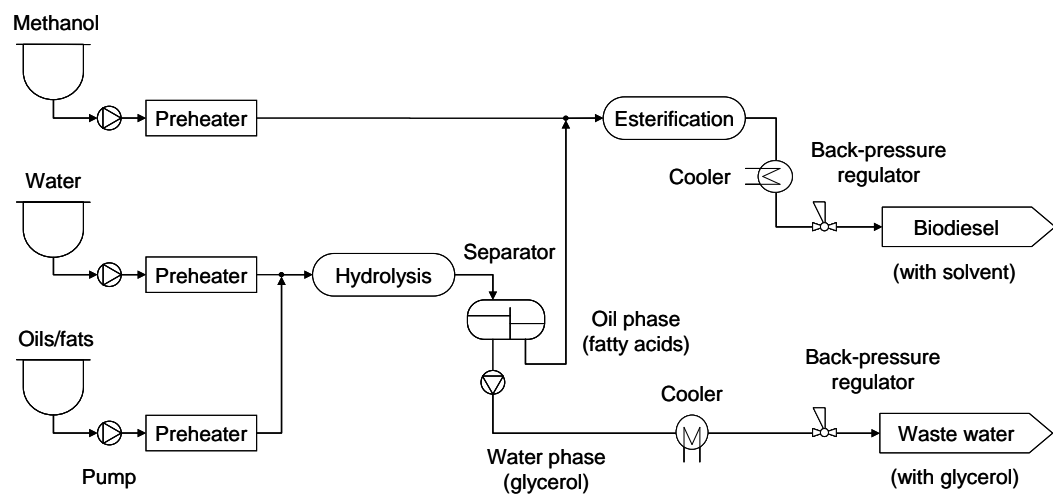 Methanol
Preheater
Esterification
Back-pressure
regulator
Cooler
Water
Biodiesel
Separator
Preheater
Hydrolysis
(with solvent)
Oils/fats
Oil phase
(fatty acids)
Back-pressure
regulator
Cooler
Preheater
Waste water
Water phase
(glycerol)
Pump
(with glycerol)